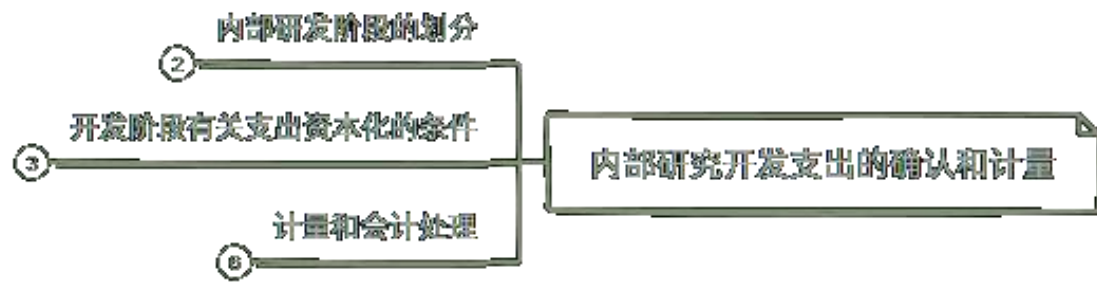 内部研发阶段的划分
2
开发阶段有关支出资本化的条件
3
内部研究开发支出的确认和计量
计量和会计处理
6